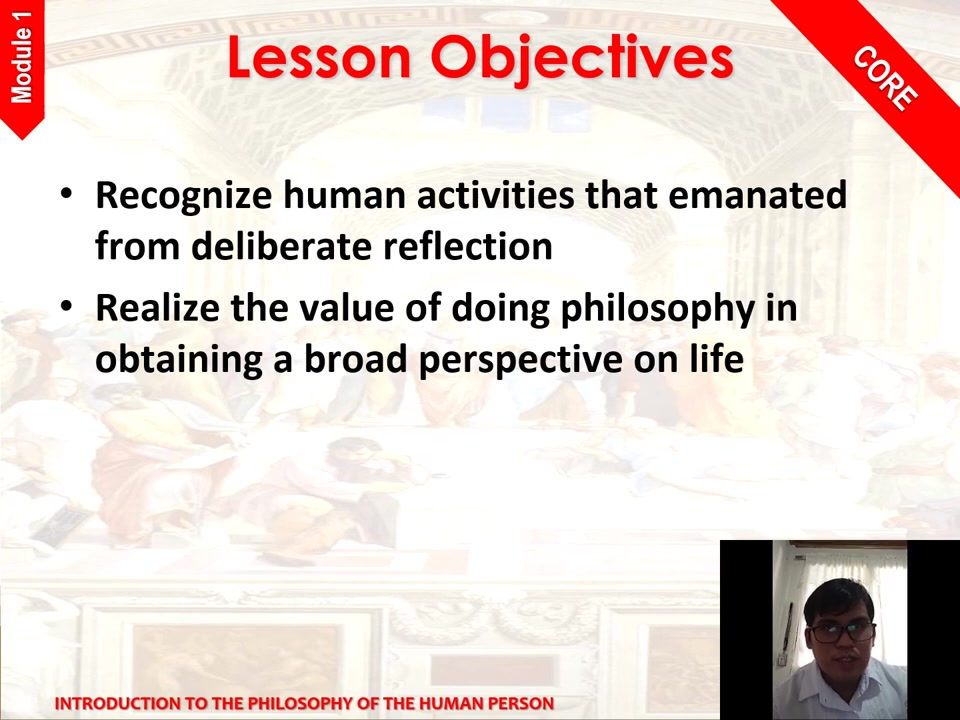 Module 1
Lesson Objectives
CORE
• Recognize human activities that emanated
from deliberate reflection
• Realize the value of doing philosophy in
obtaining a broad perspective on life
INTRODUCTION TO THE PHILOSOPHY OF THE HUMAN PERSON